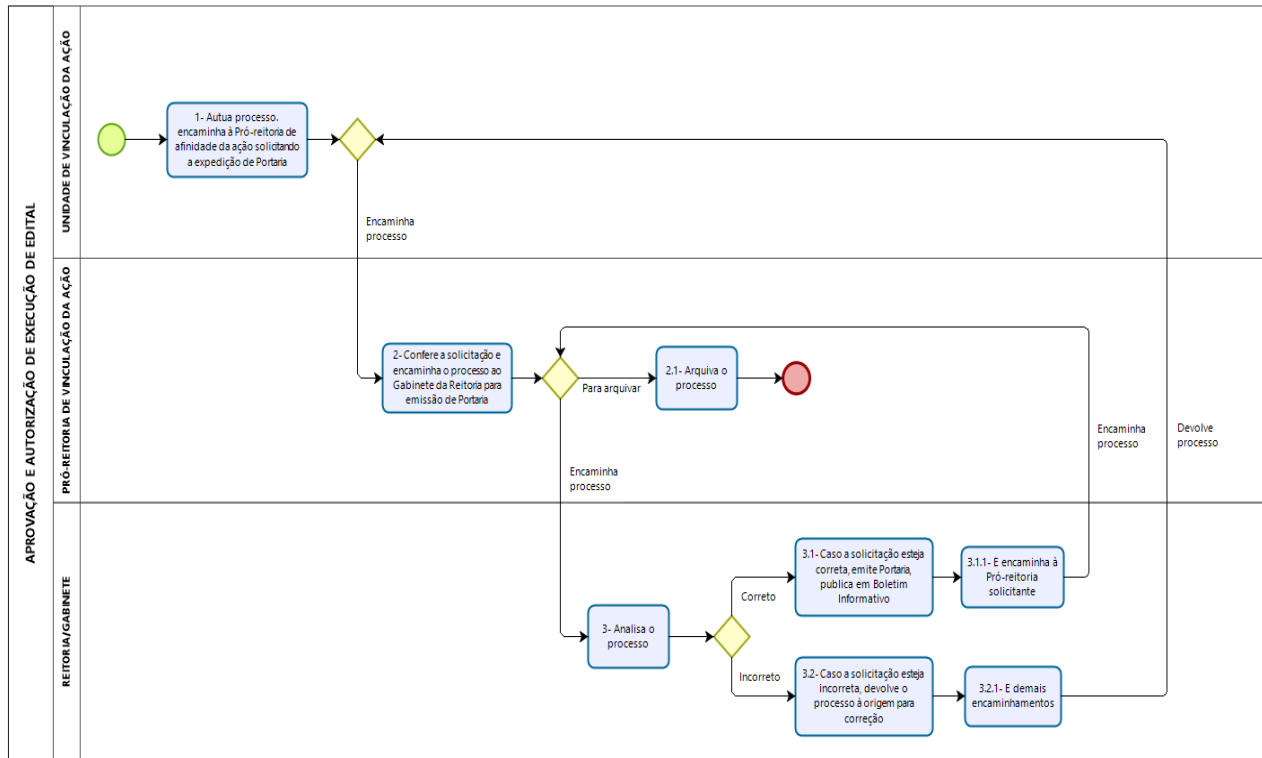 APROVAÇÃO E AUTORIZAÇÃO DE EXECUÇÃO DE EDITAL
UNIDADE DE VINCULAÇÃO DA AÇÃO
1- Autua processo.
encaminha à Pró-reitoria de
afinidade da ação solicitando
a expedição de Portaria
Encaminha
processo
PRÓ-REITORIA DE VINCULAÇÃO DA AÇÃO
2- Confere a solicitação e
encaminha o processo ao
Gabinete da Reitoria para
emissão de Portaria
Para arquivar
2.1- Arquiva o
processo
Encaminha
processo
Encaminha
processo
Devolve
processo
REITORIA/GABINETE
3- Analisa o
processo
Correto
3.1- Caso a solicitação esteja
correta, emite Portaria,
publica em Boletim
Informativo
3.1.1- E encaminha à
Pró-reitoria
solicitante
Incorreto
3.2- Caso a solicitação esteja
incorreta, devolve o
processo à origem para
correção
3.2.1- E demais
encaminhamentos